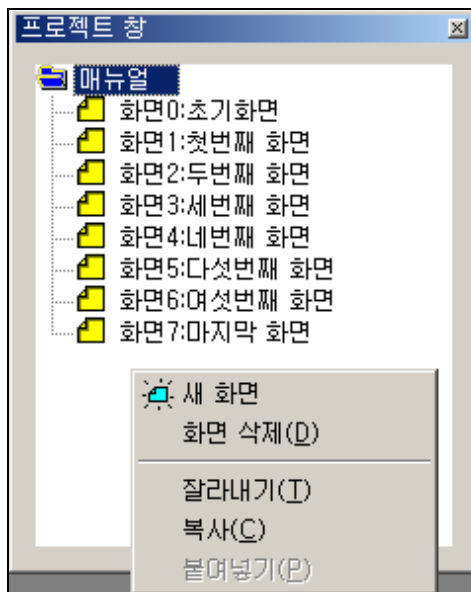 프로젝트 창
매뉴얼
화면0:초기화면
화면1:첫번째 화면
화면2:두번째 화면
화면3:세번째 화면
화면4:네번째 화면
화면5:다섯번째 화면
화면6:여섯번째 화면
화면7:마지막 화면
새 화면
화면 삭제(D)
잘라내기(T)
복사(C)
붙여넣기(P)